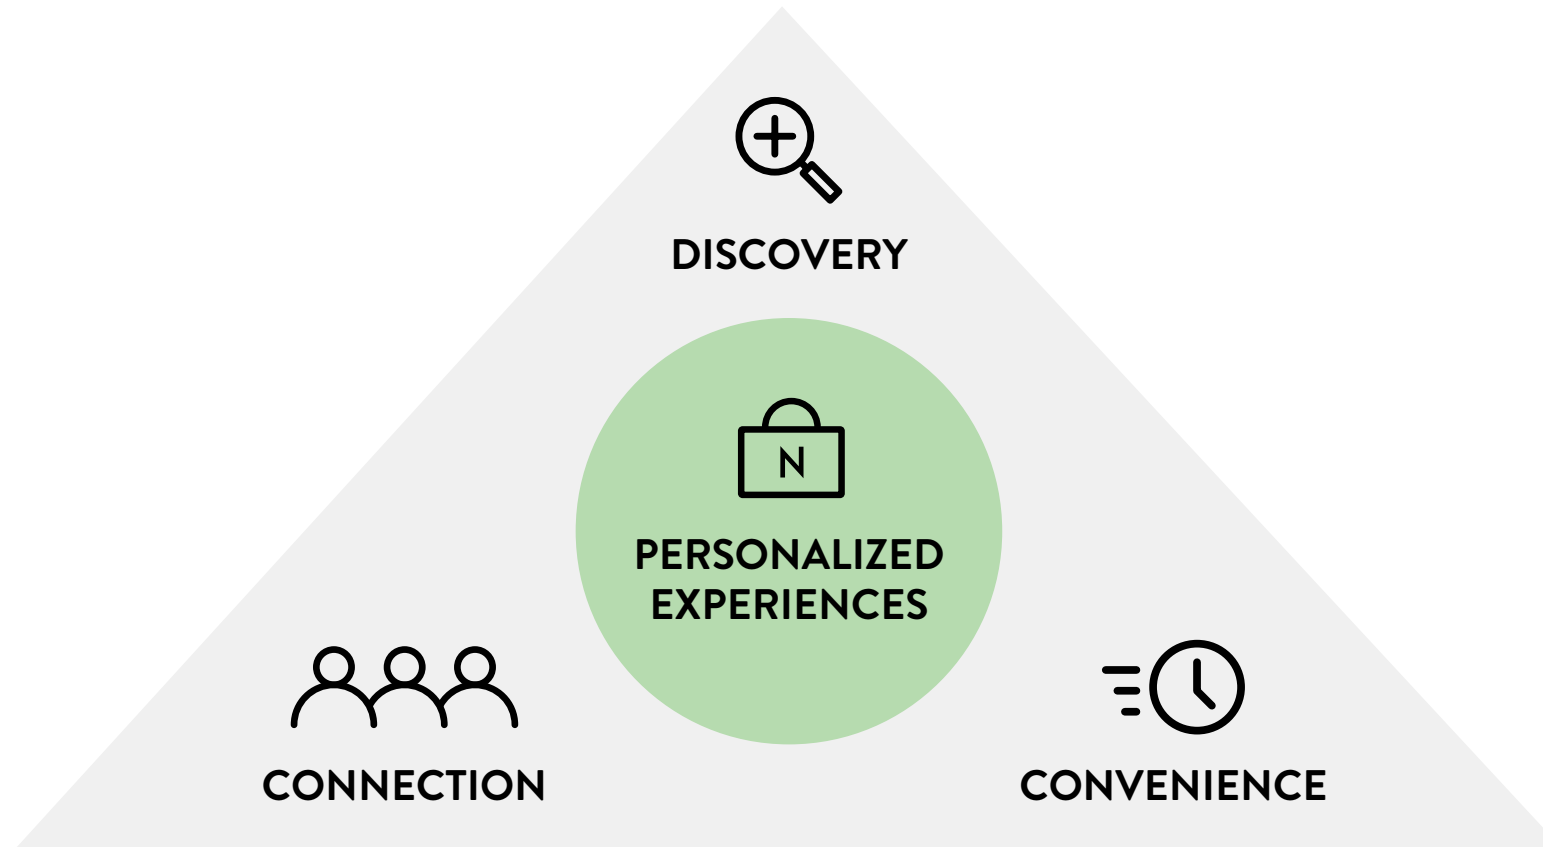 DISCOVERY
N
PERSONALIZED
EXPERIENCES
CONNECTION
CONVENIENCE